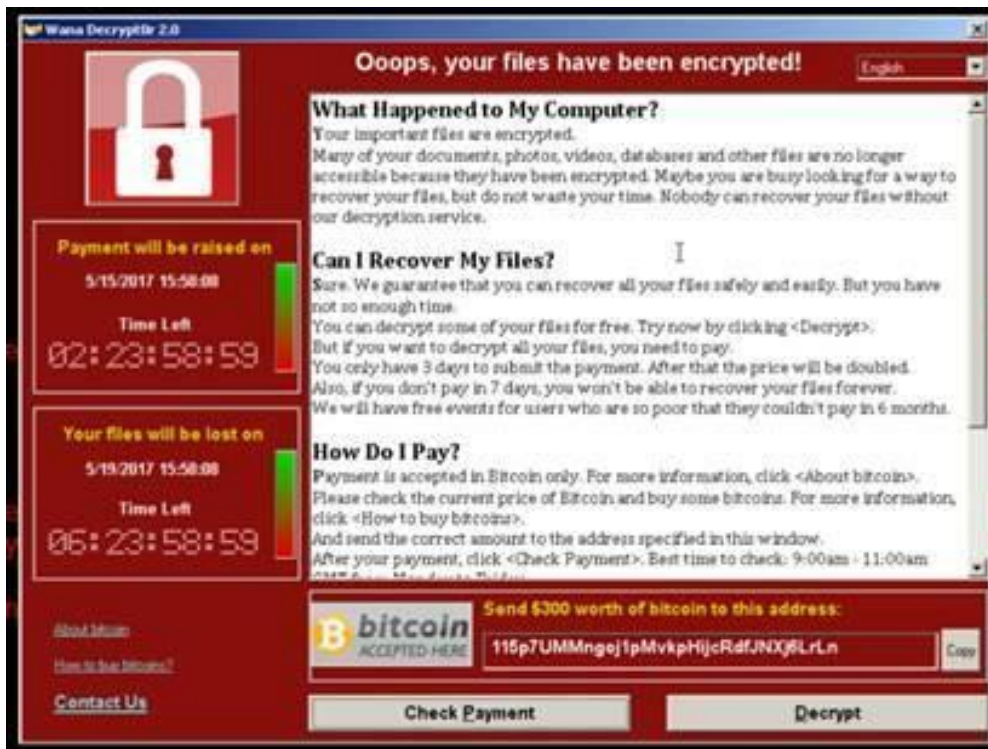 Wana Decrypt0r 2.0
Ooops, your files have been encrypted!
English
What Happened to My Computer?
Your important files are encrypted.
Many of your documents, photos, videos, databases and other files are no longer
accessible because they have been encrypted. Maybe you are busy looking for a way to
recover your files, but do not waste your time. Nobody can recover your files without
our decryption service.
Can I Recover My Files?
Sure. We guarantee that you can recover all your files safely and easily. But you have
not so enough time.
You can decrypt some of your files for free. Try now by clicking <Decrypt>.
But if you want to decrypt all your files, you need to pay.
You only have 3 days to submit the payment. After that the price will be doubled.
Also, if you don't pay in 7 days, you won't be able to recover your files forever.
We will have free events for users who are so poor that they couldn't pay in 6 months.
How Do I Pay?
Payment is accepted in Bitcoin only. For more information, click <About bitcoin>.
Please check the current price of Bitcoin and buy some bitcoins. For more information,
click <How to buy bitcoins>.
And send the correct amount to the address specified in this window.
After your payment, click <Check Payment>. Best time to check: 9:00am - 11:00am
Payment will be raised on
5/15/2017 15:58:08
Time Left
02:23:58:59
Your files will be lost on
5/19/2017 15:58:08
Time Left
06:23:58:59
About bitcoin
How to buy bitcoins?
Contact Us
bitcoin
ACCEPTED HERE
Send $300 worth of bitcoin to this address:
Copy
Check Payment
Decrypt